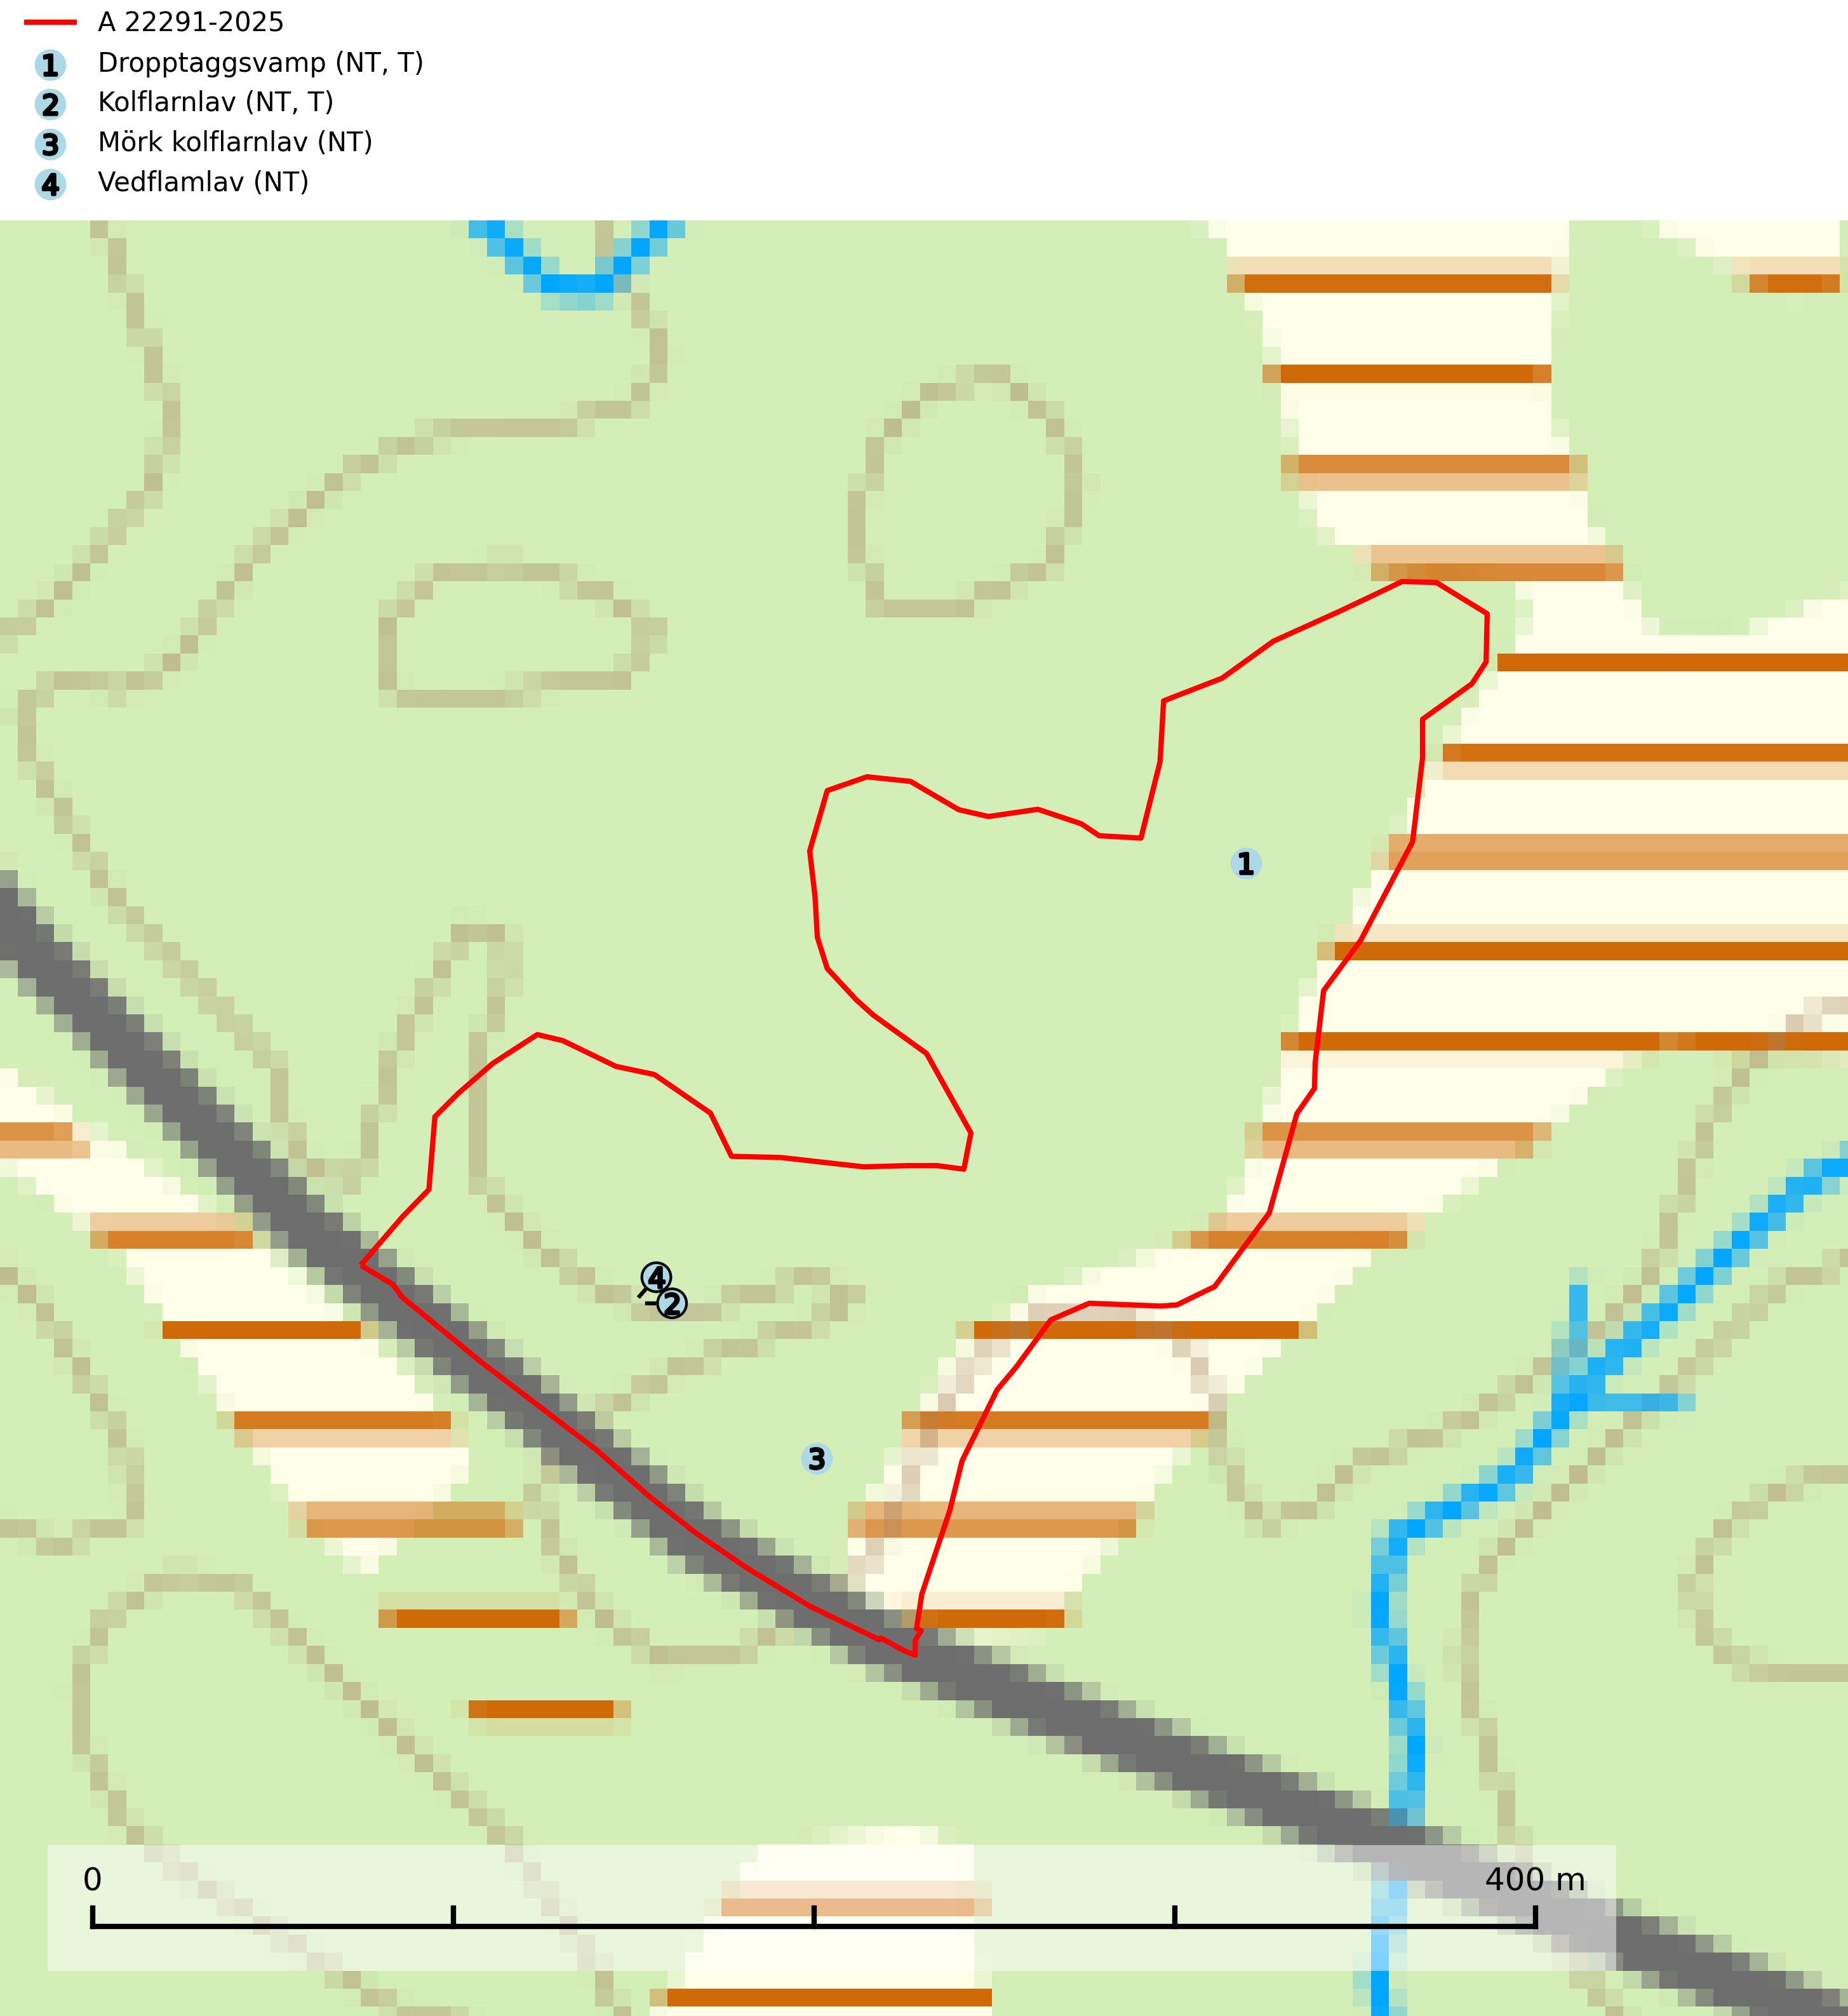 A 22291-2025
1 Dropptaggsvamp (NT, T)
2 Kolflarnlav (NT, T)
3 Mörk kolflarnlav (NT)
4 Vedflamlav (NT)
1
4
2
3
0 400 m